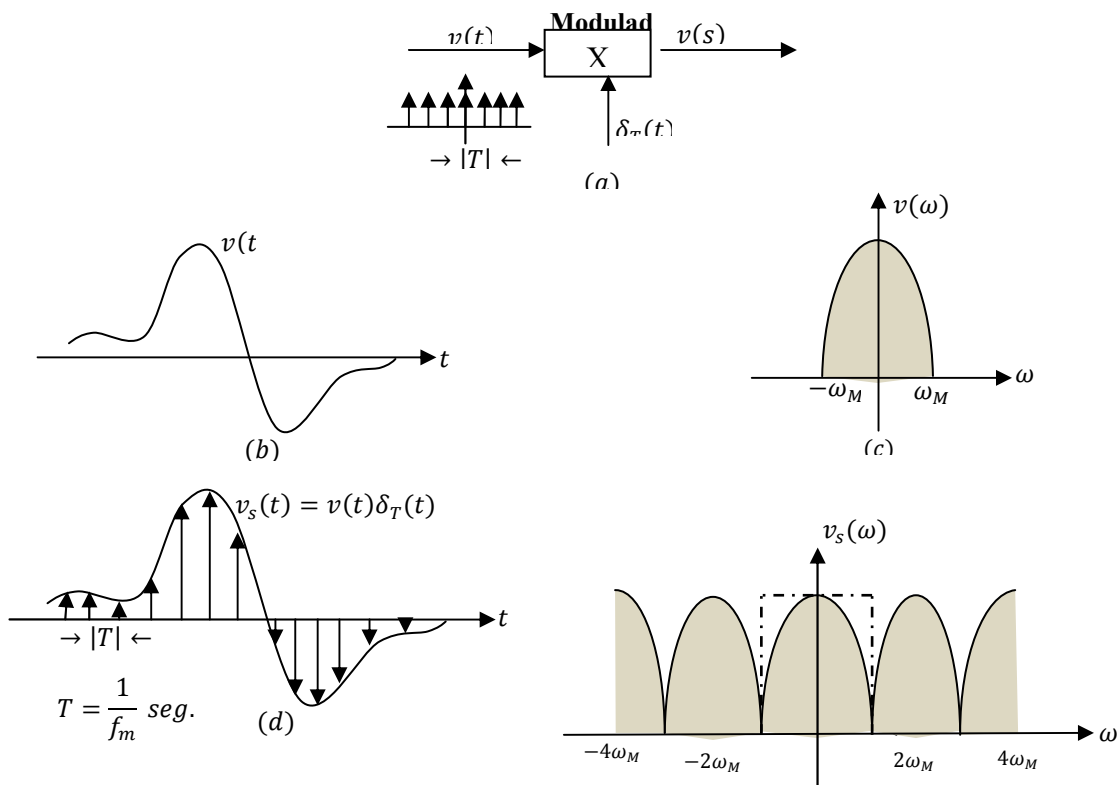 Modulad
v(t)
X
v(s)
δ_T(t)
→ |T| ←
(a)
v(t
t
(b)
v(ω)
−ω_M
ω_M
ω
(c)
v_s(t) = v(t)δ_T(t)
t
→ |T| ←
T = 1/f_m seg.
(d)
v_s(ω)
−4ω_M
−2ω_M
2ω_M
4ω_M
ω